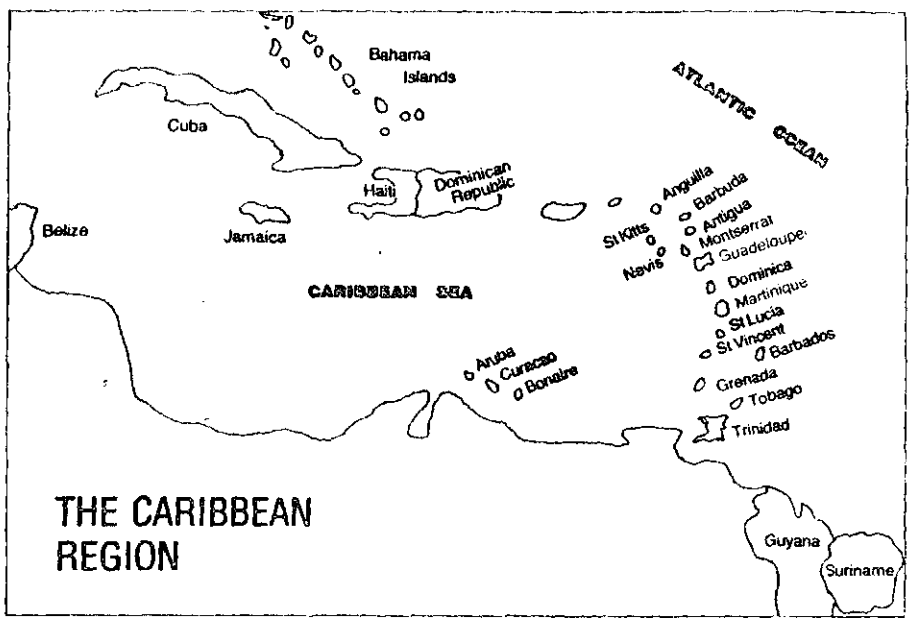 Bahama
Islands
ATLANTIC OCEAN
Cuba
Haiti
Dominican
Republic
Anguilla
Barbuda
Belize
Jamaica
St Kitts
Antigua
Montserrat
Nevis
Guadeloupe
CARIBBEAN SEA
Dominica
Martinique
St Lucia
St Vincent
Barbados
Aruba
Curacao
Bonaire
Grenada
Tobago
Trinidad
THE CARIBBEAN
REGION
Guyana
Suriname